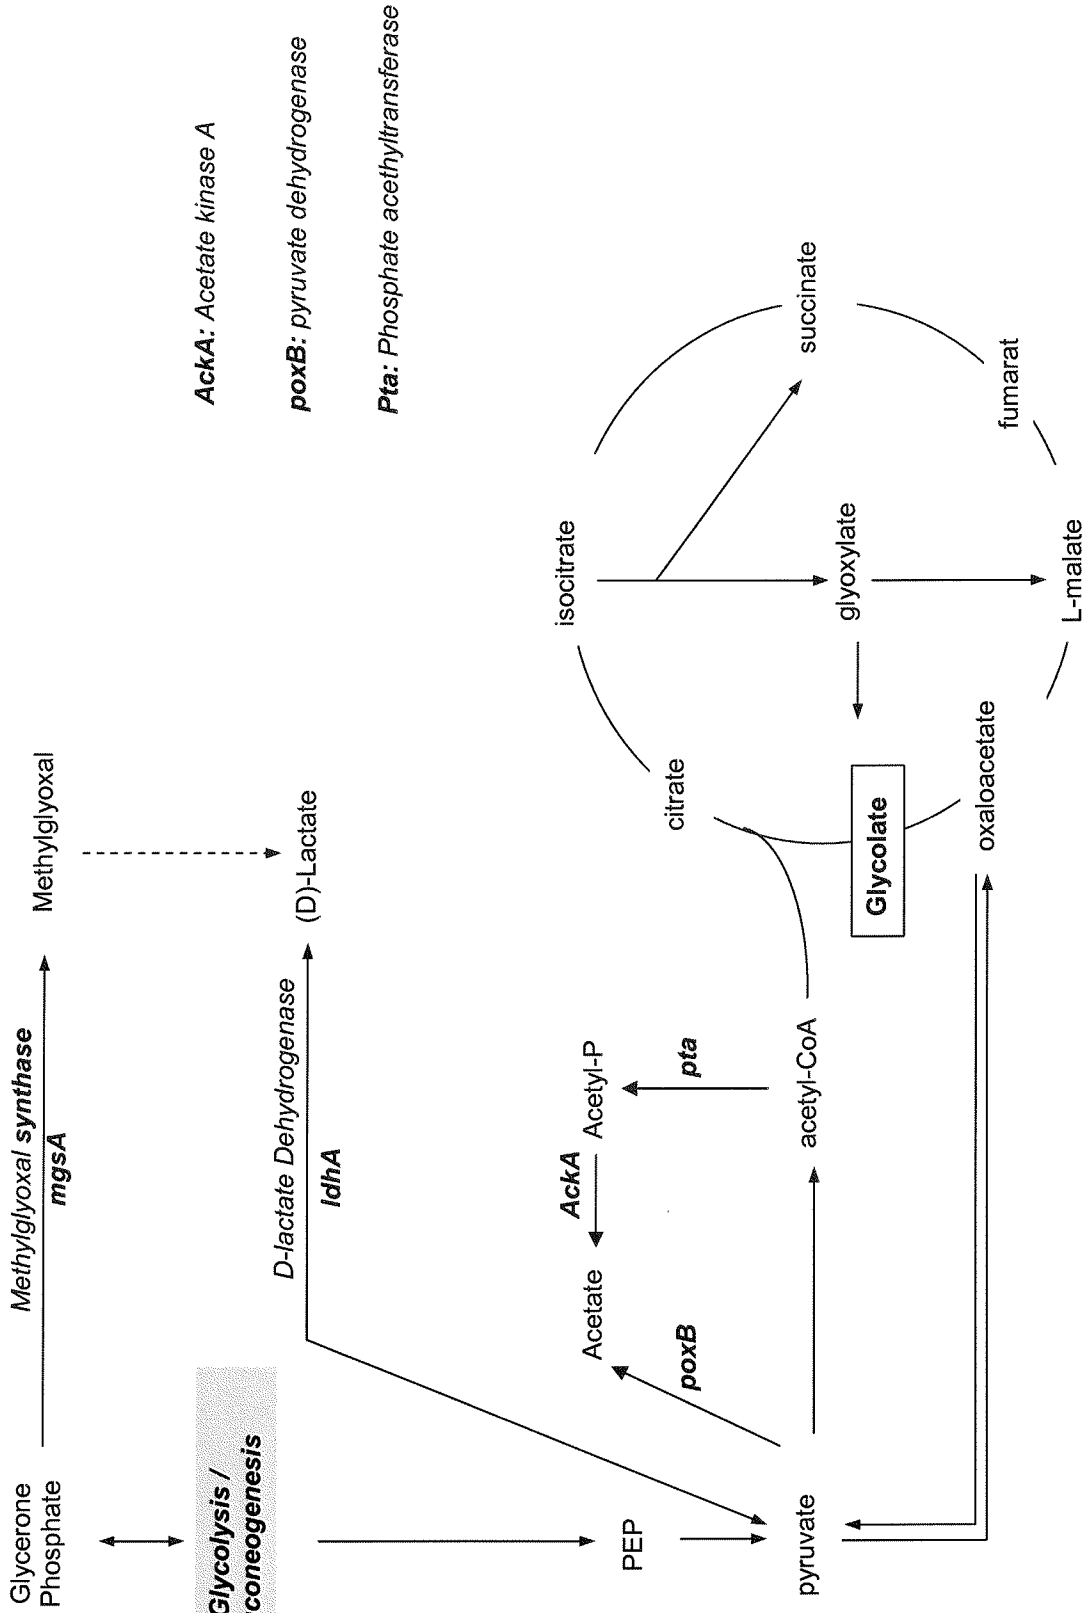 Glycerone
Phosphate
Methylglyoxal synthase
mgsA
Methylglyoxal
Glycolysis /
coneogenesis
D-lactate Dehydrogenase
ldhA
(D)-Lactate
AckA: Acetate kinase A
poxB: pyruvate dehydrogenase
Pta: Phosphate acethyltransferase
PEP
Acetate
AckA
Acetyl-P
poxB
pta
pyruvate
acetyl-CoA
citrate
isocitrate
succinate
glyoxylate
Glycolate
fumarat
oxaloacetate
L-malate